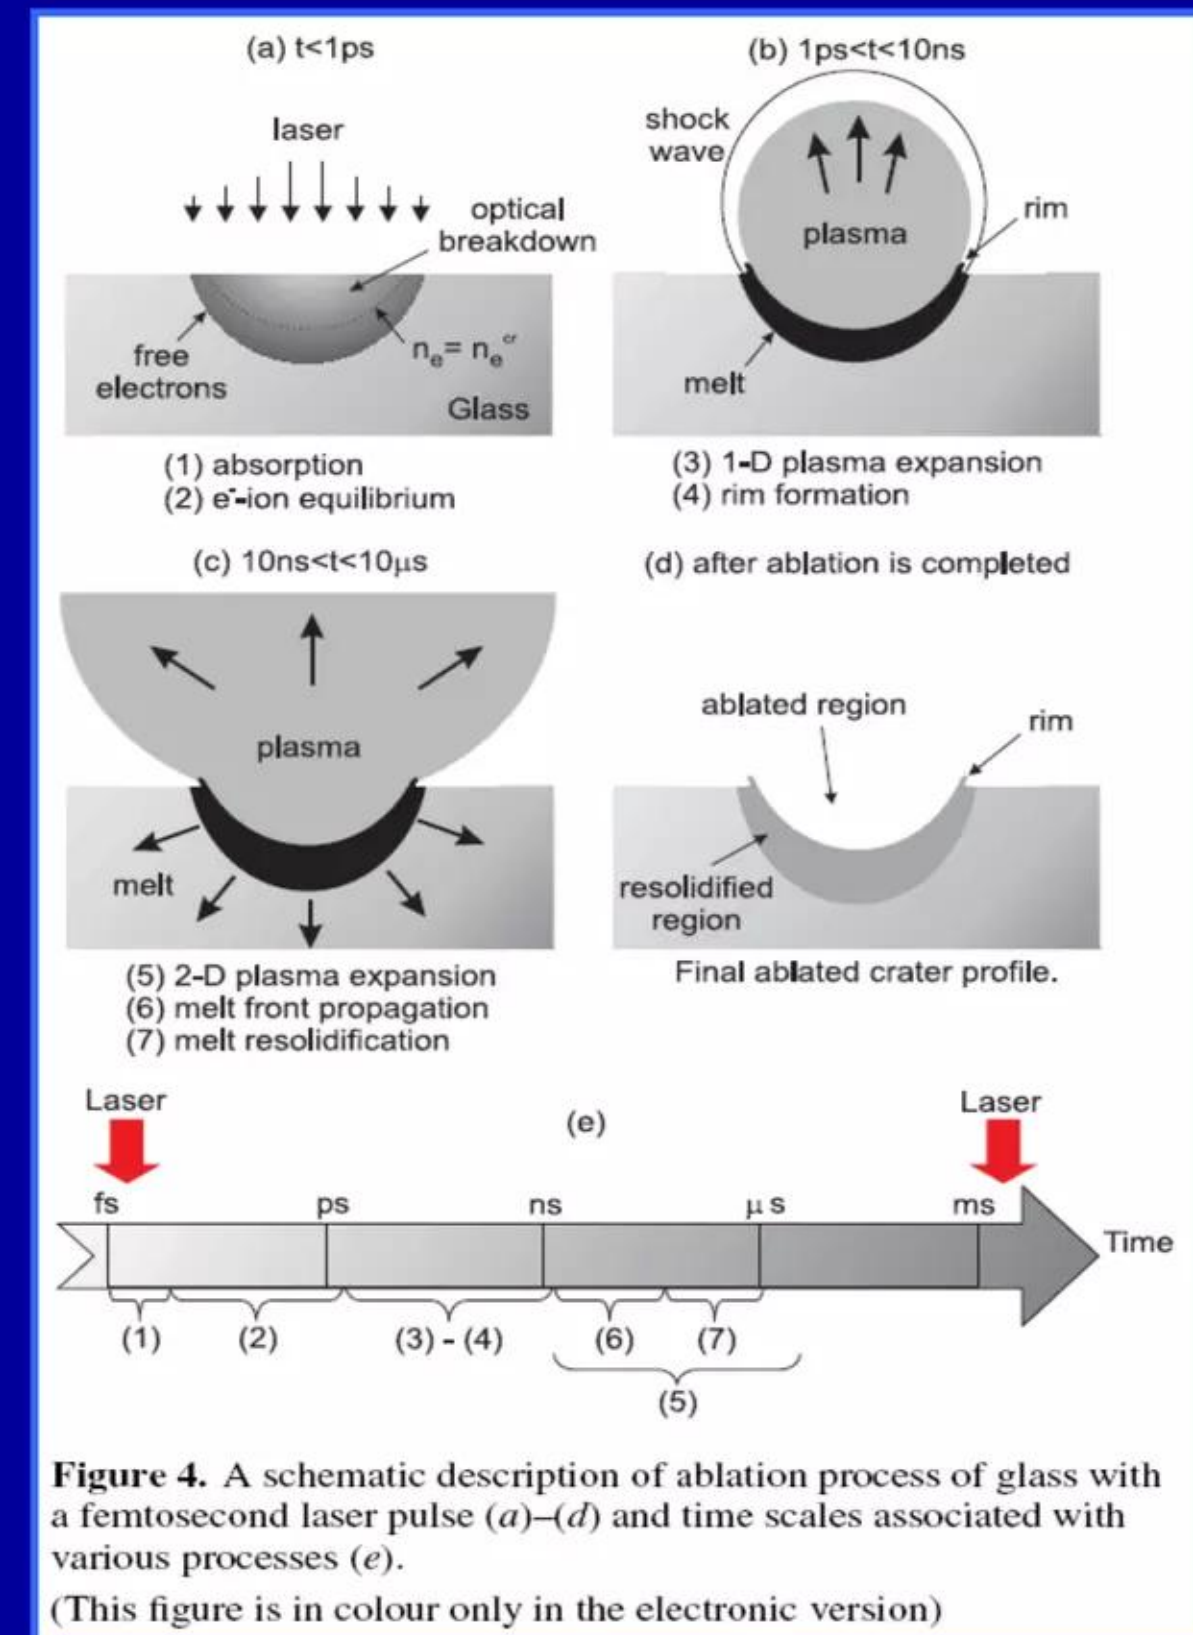 (a) t<1ps
laser
optical
breakdown
free
electrons
nₑ= nₑᶜʳ
Glass
(1) absorption
(2) e⁻-ion equilibrium
(b) 1ps<t<10ns
shock
wave
rim
plasma
melt
(3) 1-D plasma expansion
(4) rim formation
(c) 10ns<t<10μs
plasma
melt
(5) 2-D plasma expansion
(6) melt front propagation
(7) melt resolidification
(d) after ablation is completed
ablated region
rim
resolidified
region
Final ablated crater profile.
Laser
(e)
Laser
fs ps ns μs ms
Time
(1) (2) (3) - (4) (6) (7)
(5)
Figure 4. A schematic description of ablation process of glass with
a femtosecond laser pulse (a)–(d) and time scales associated with
various processes (e).
(This figure is in colour only in the electronic version)